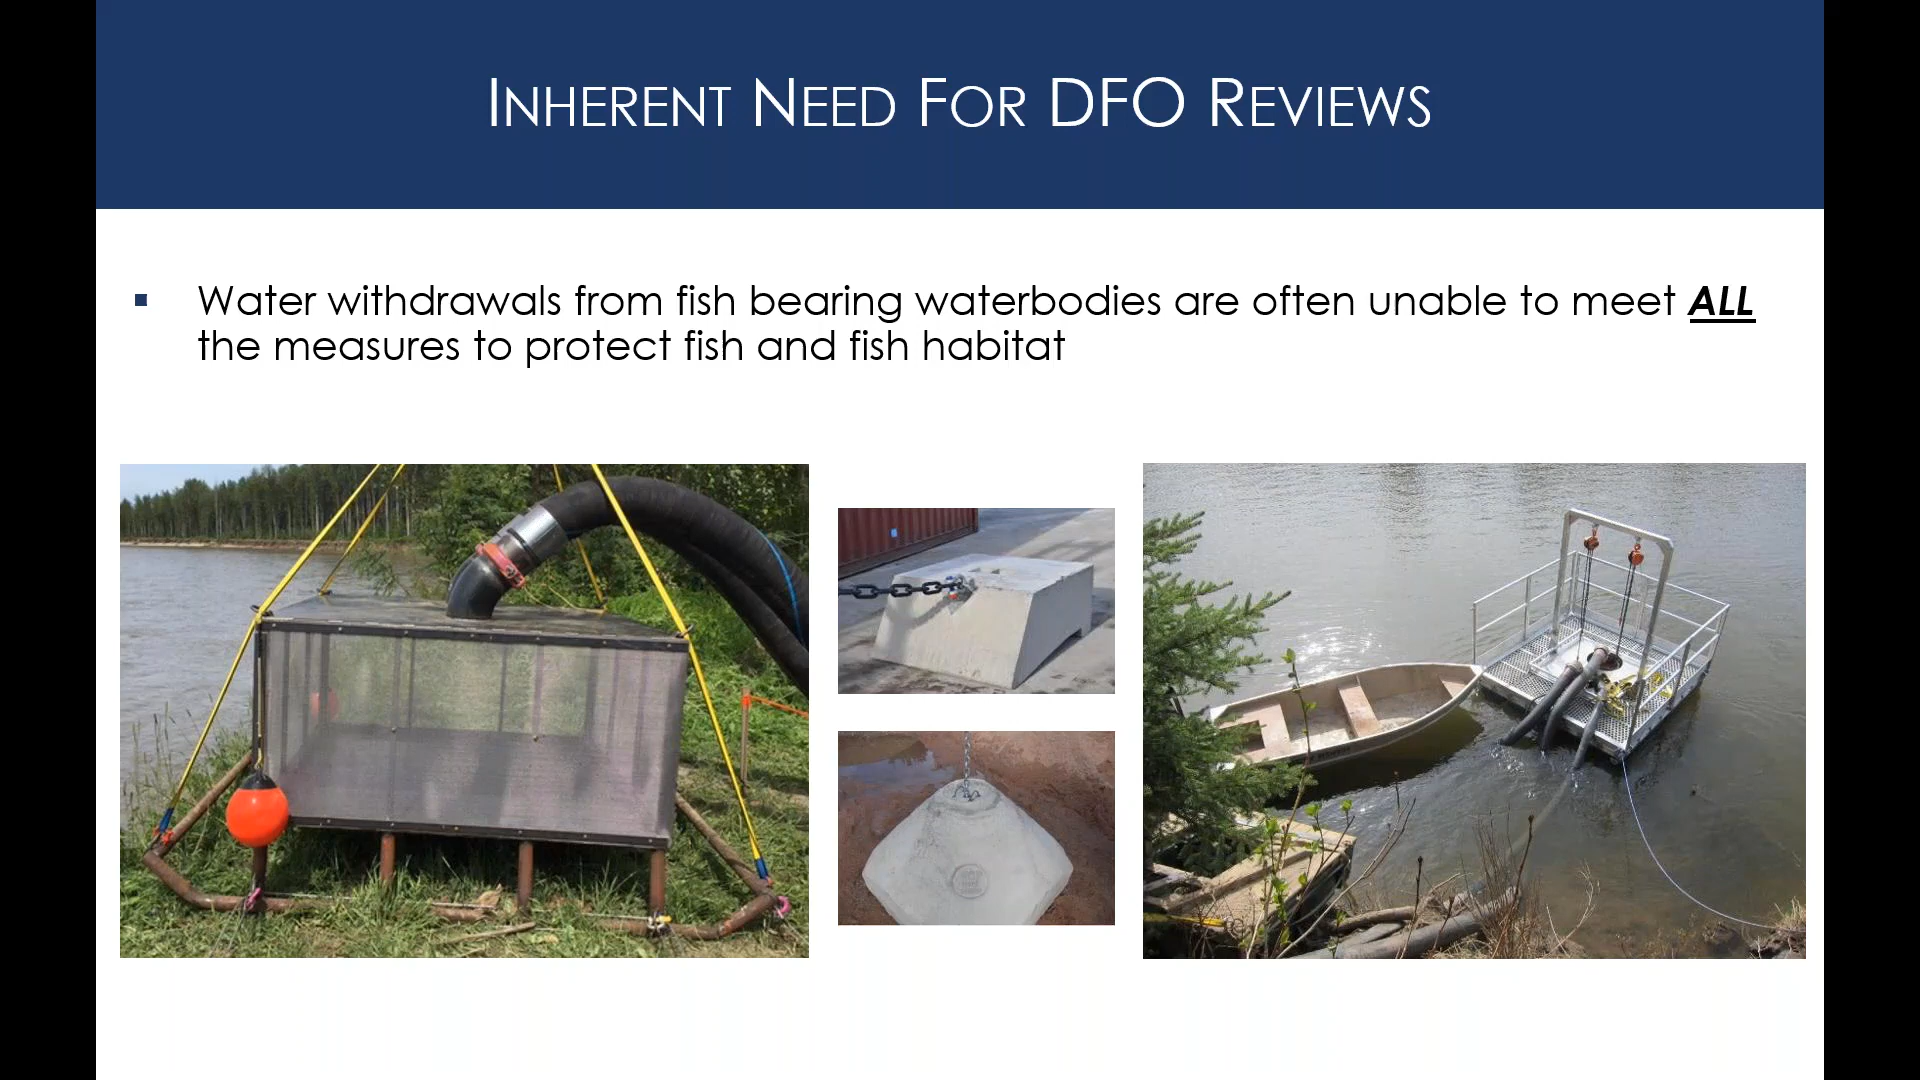 INHERENT NEED FOR DFO REVIEWS
▪ Water withdrawals from fish bearing waterbodies are often unable to meet ALL
the measures to protect fish and fish habitat